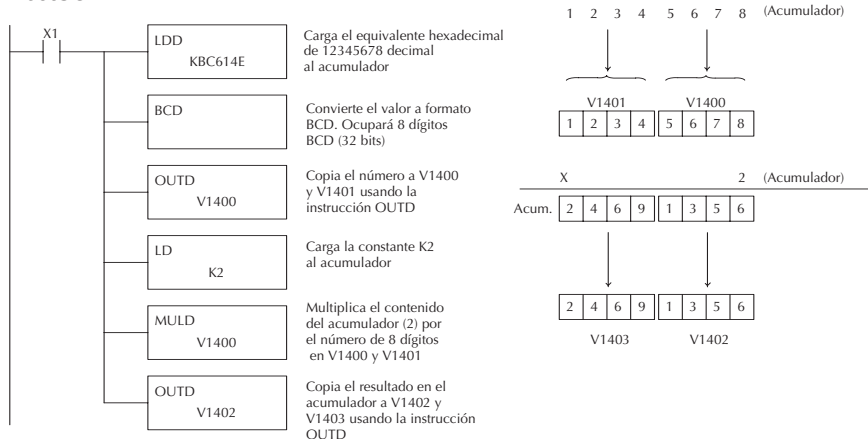 X1
LDD
KBC614E
Carga el equivalente hexadecimal
de 12345678 decimal
al acumulador
BCD
Convierte el valor a formato
BCD. Ocupará 8 dígitos
BCD (32 bits)
OUTD
V1400
Copia el número a V1400
y V1401 usando la
instrucción OUTD
LD
K2
Carga la constante K2
al acumulador
MULD
V1400
Multiplica el contenido
del acumulador (2) por
el número de 8 dígitos
en V1400 y V1401
OUTD
V1402
Copia el resultado en el
acumulador a V1402 y
V1403 usando la instrucción
OUTD
1 2 3 4 5 6 7 8 (Acumulador)
V1401 V1400
1 2 3 4 5 6 7 8
X 2 (Acumulador)
Acum. 2 4 6 9 1 3 5 6
2 4 6 9 1 3 5 6
V1403 V1402